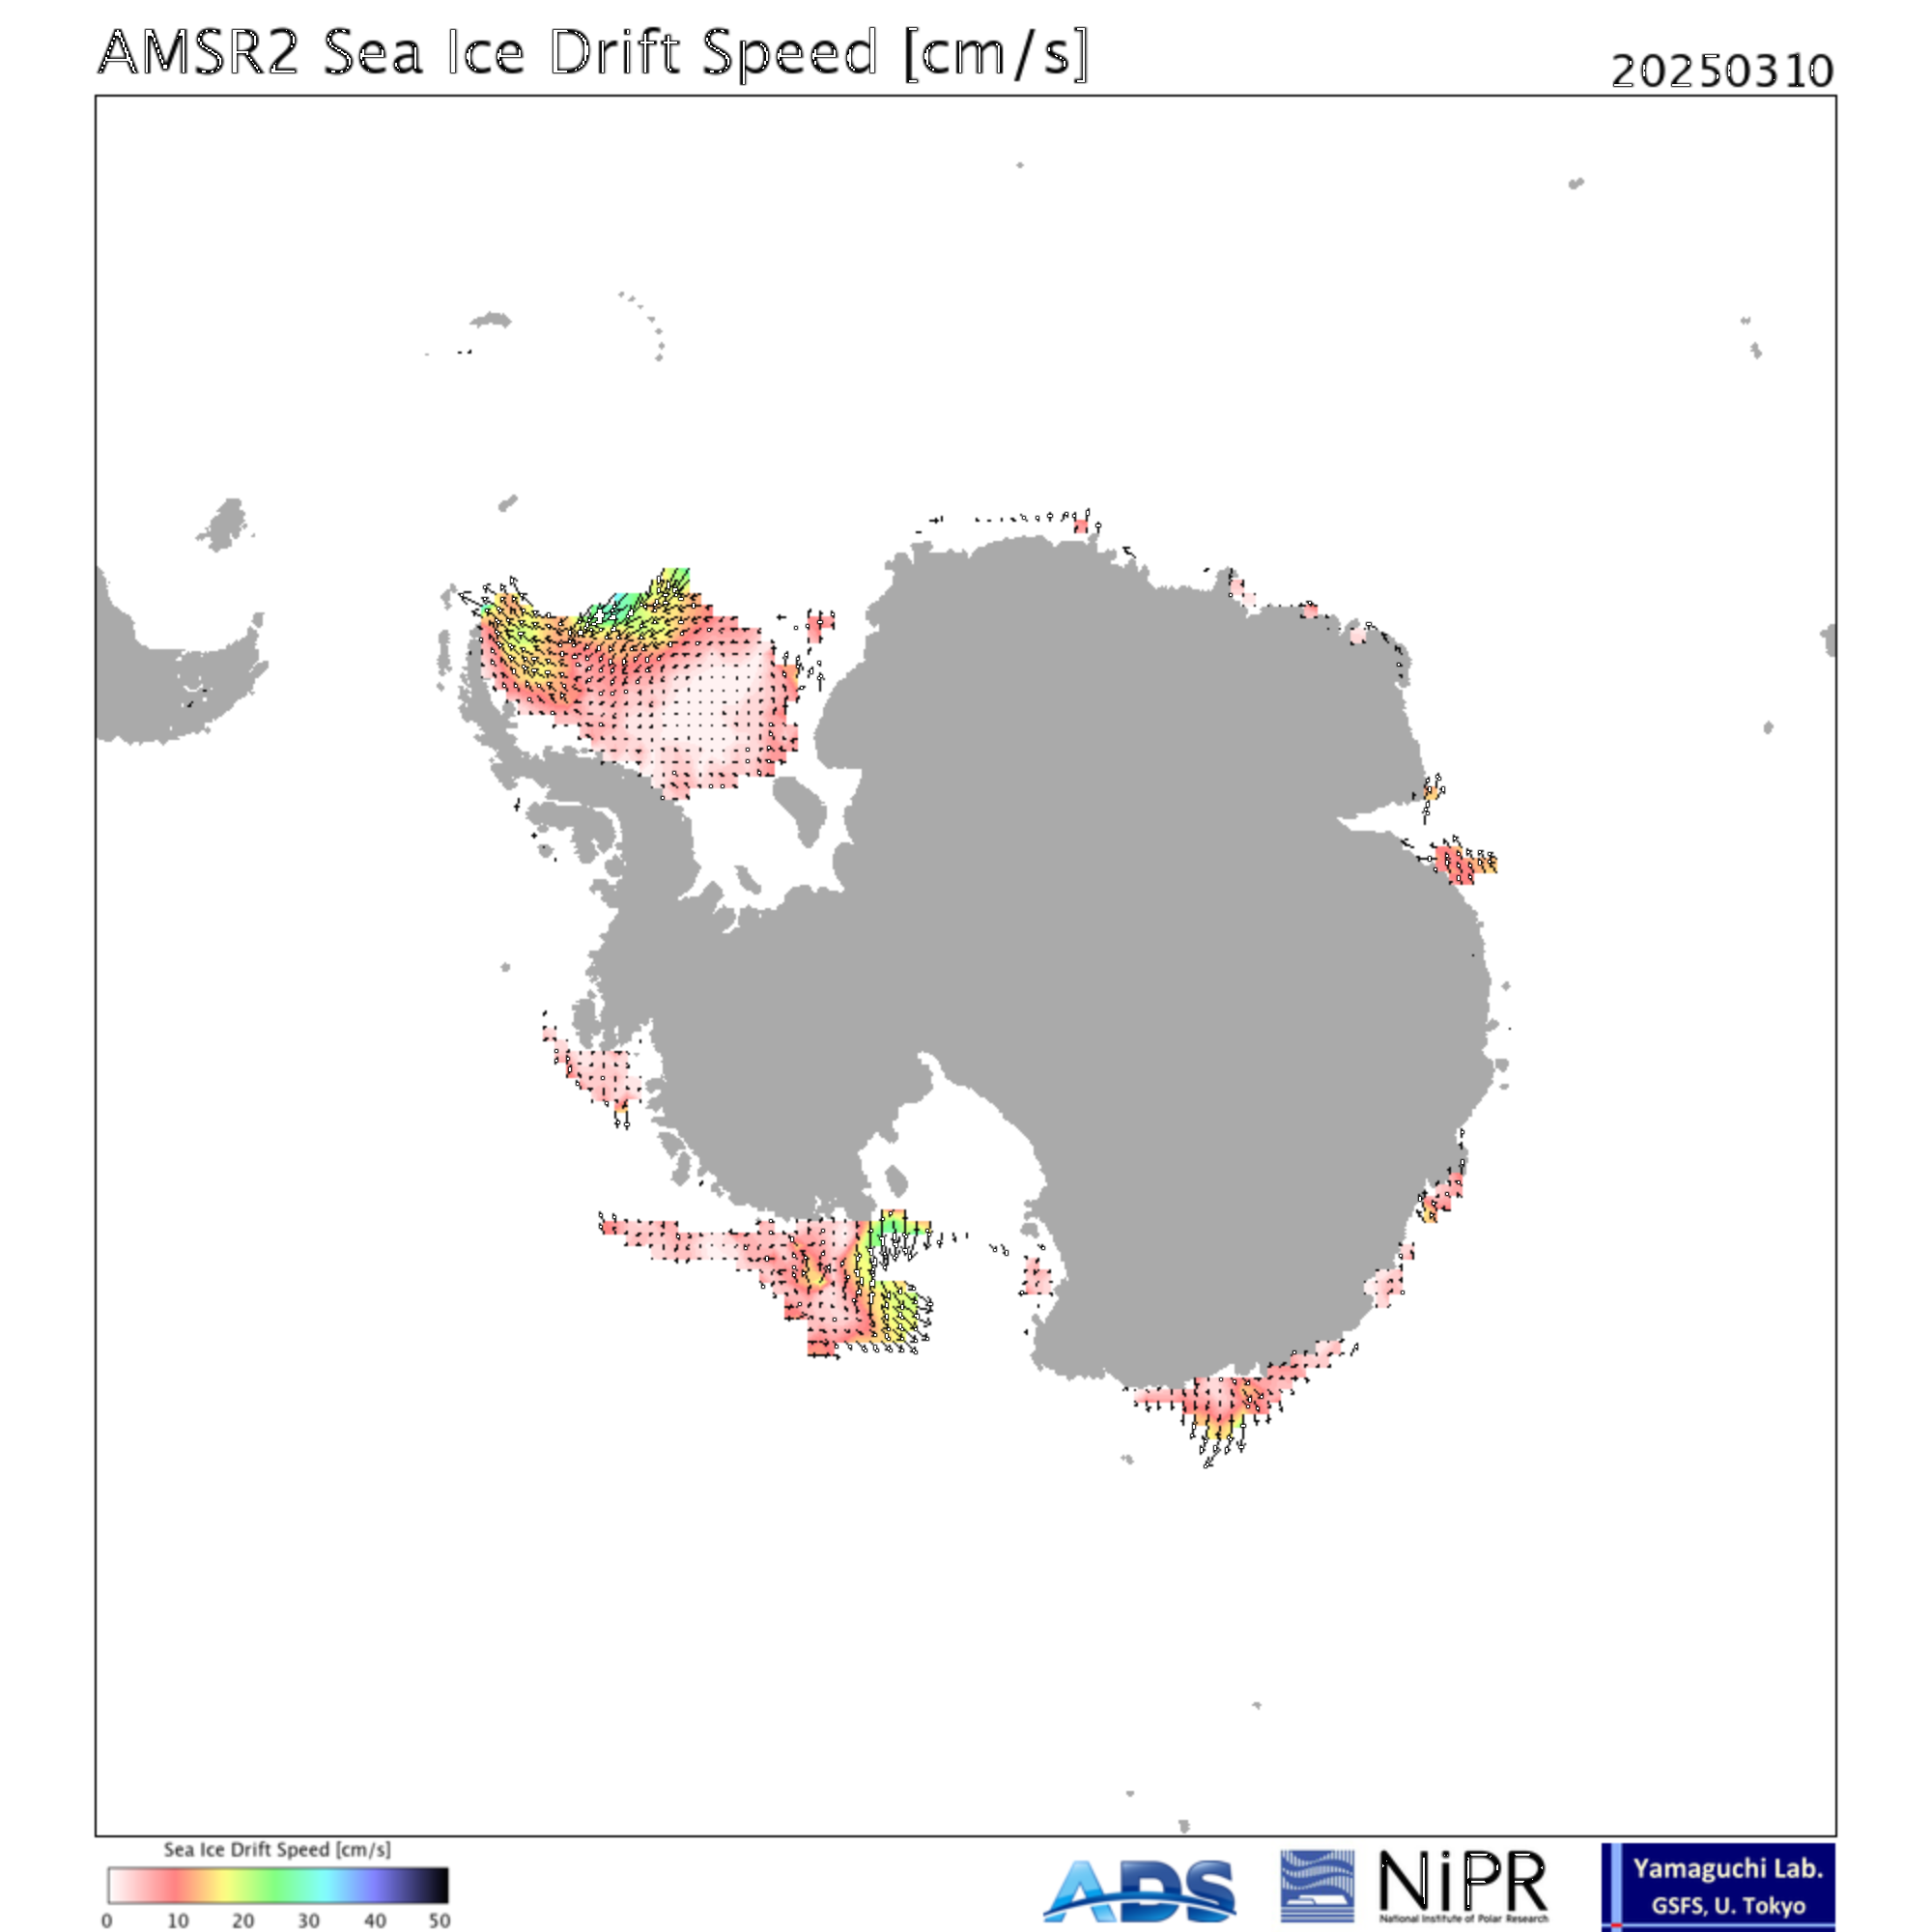 AMSR2 Sea Ice Drift Speed [cm/s]
20250310
Sea Ice Drift Speed [cm/s]
0 10 20 30 40 50
ADS
NiPR
National Institute of Polar Research
Yamaguchi Lab.
GSFS, U. Tokyo